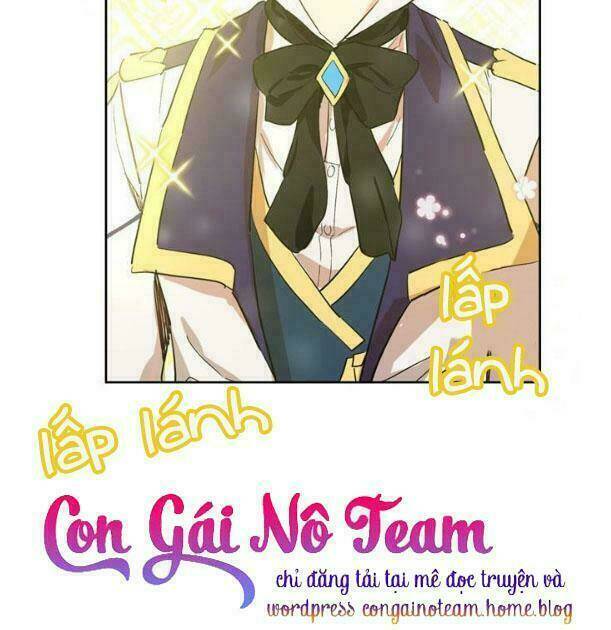 lấp
lánh
lấp lánh
Con Gái Nô Team
chỉ đăng tải tại mê đọc truyện và
wordpress congainoteam.home.blog